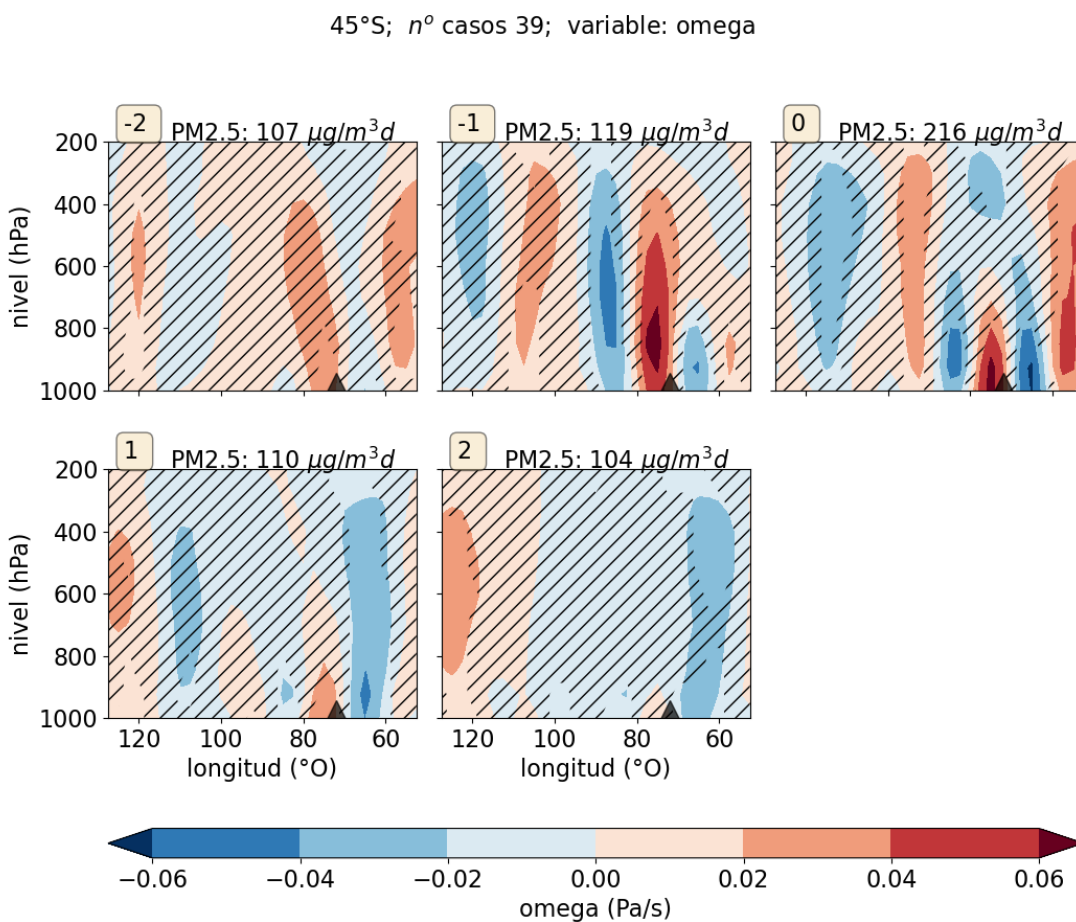 45°S; nº casos 39; variable: omega
-2 PM2.5: 107 μg/m³d
-1 PM2.5: 119 μg/m³d
0 PM2.5: 216 μg/m³d
200
400
600
800
1000
nivel (hPa)
1 PM2.5: 110 μg/m³d
2 PM2.5: 104 μg/m³d
200
400
600
800
1000
nivel (hPa)
120 100 80 60
120 100 80 60
longitud (°O)
longitud (°O)
−0.06 −0.04 −0.02 0.00 0.02 0.04 0.06
omega (Pa/s)